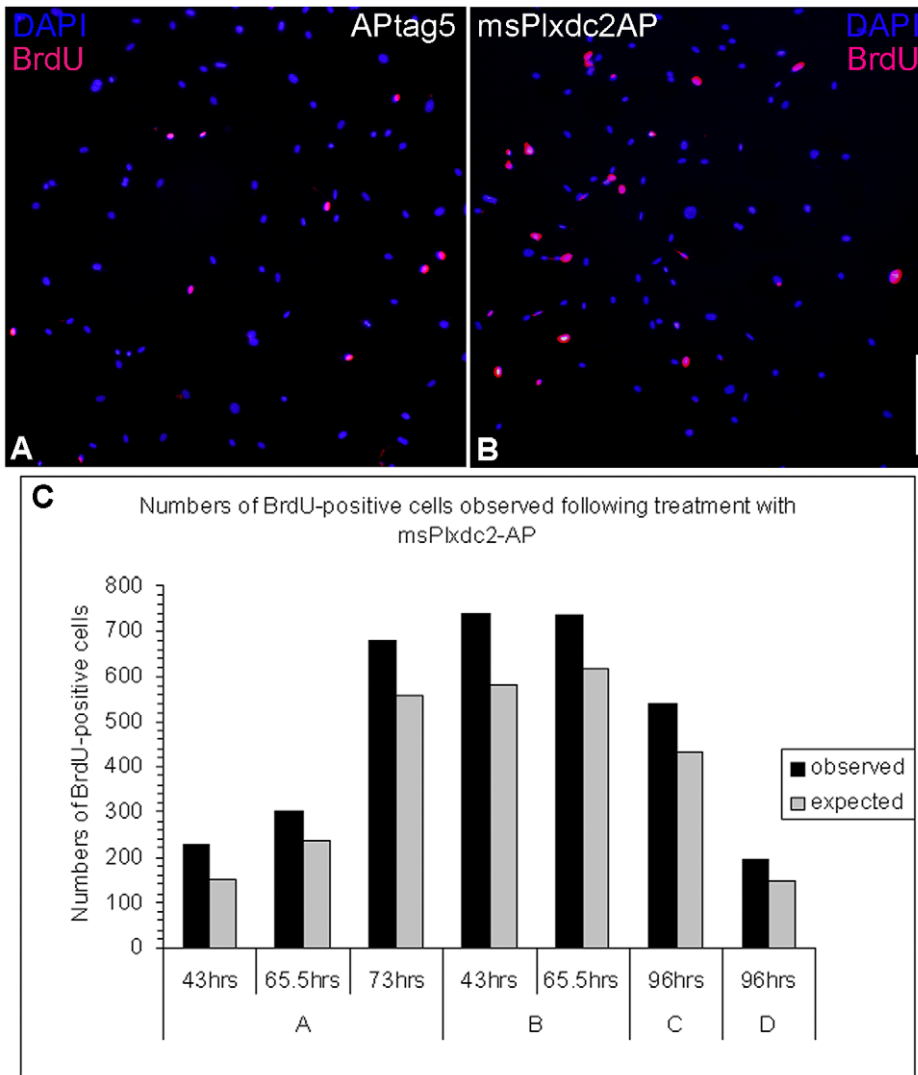 DAPI APtag5 msPlxdc2AP DAPI
BrdU BrdU
A B
C
Numbers of BrdU-positive cells observed following treatment with
msPlxdc2-AP
Numbers of BrdU-positive cells
800
700
600
500
400
300
200
100
0
observed
expected
43hrs 65.5hrs 73hrs 43hrs 65.5hrs 96hrs 96hrs
A B C D